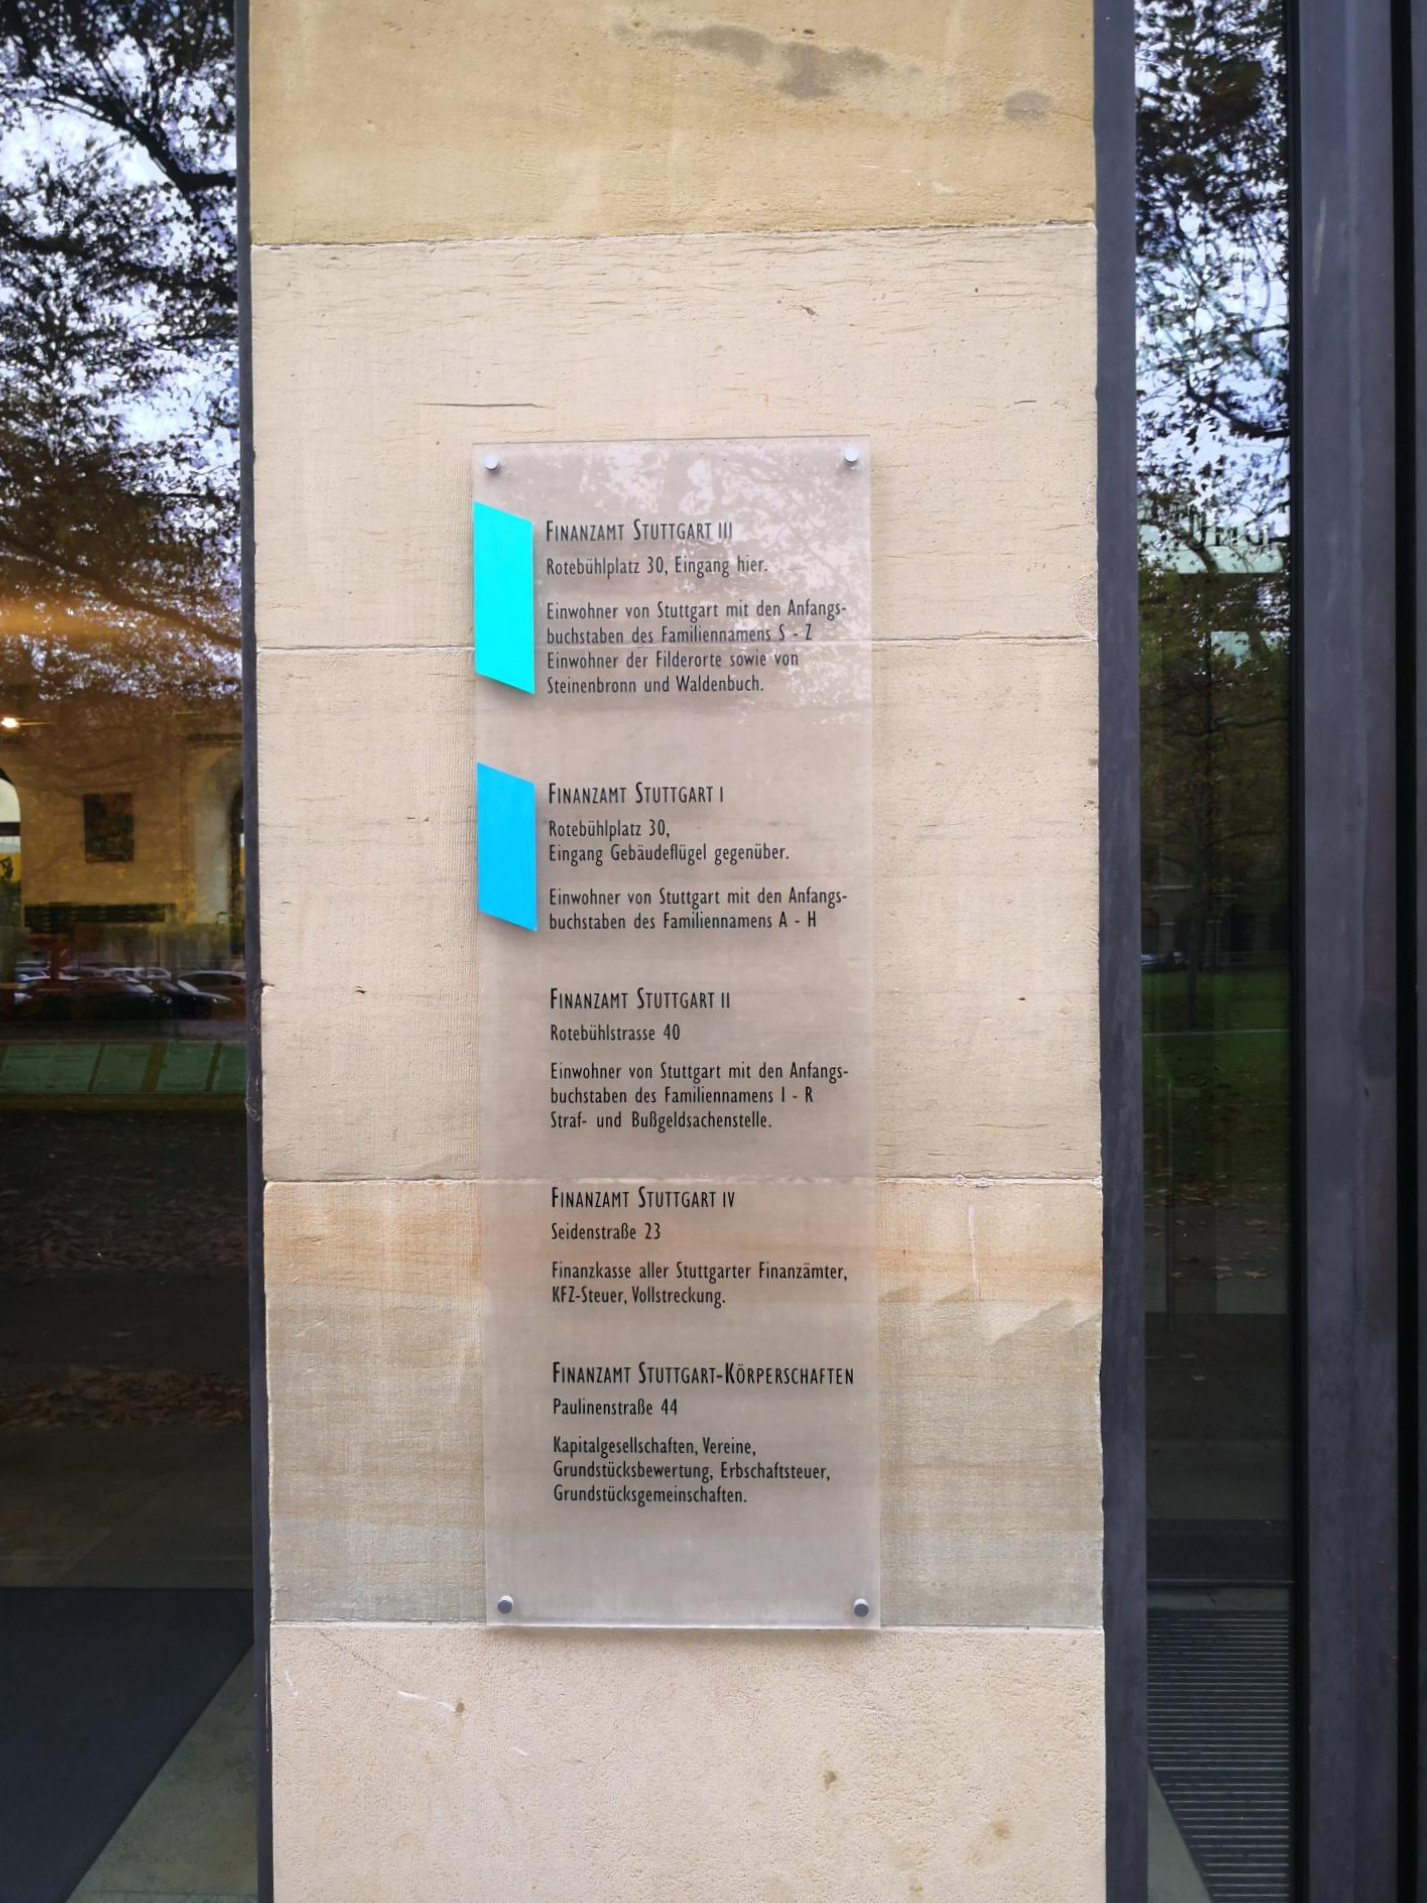 FINANZAMT STUTTGART III
Rotebühlplatz 30, Eingang hier.
Einwohner von Stuttgart mit den Anfangs-
buchstaben des Familiennamens S - Z
Einwohner der Filderorte sowie von
Steinenbronn und Waldenbuch.
FINANZAMT STUTTGART I
Rotebühlplatz 30,
Eingang Gebäudeflügel gegenüber.
Einwohner von Stuttgart mit den Anfangs-
buchstaben des Familiennamens A - H
FINANZAMT STUTTGART II
Rotebühlstrasse 40
Einwohner von Stuttgart mit den Anfangs-
buchstaben des Familiennamens I - R
Straf- und Bußgeldsachenstelle.
FINANZAMT STUTTGART IV
Seidenstraße 23
Finanzkasse aller Stuttgarter Finanzämter,
KFZ-Steuer, Vollstreckung.
FINANZAMT STUTTGART-KÖRPERSCHAFTEN
Paulinenstraße 44
Kapitalgesellschaften, Vereine,
Grundstücksbewertung, Erbschaftsteuer,
Grundstücksgemeinschaften.